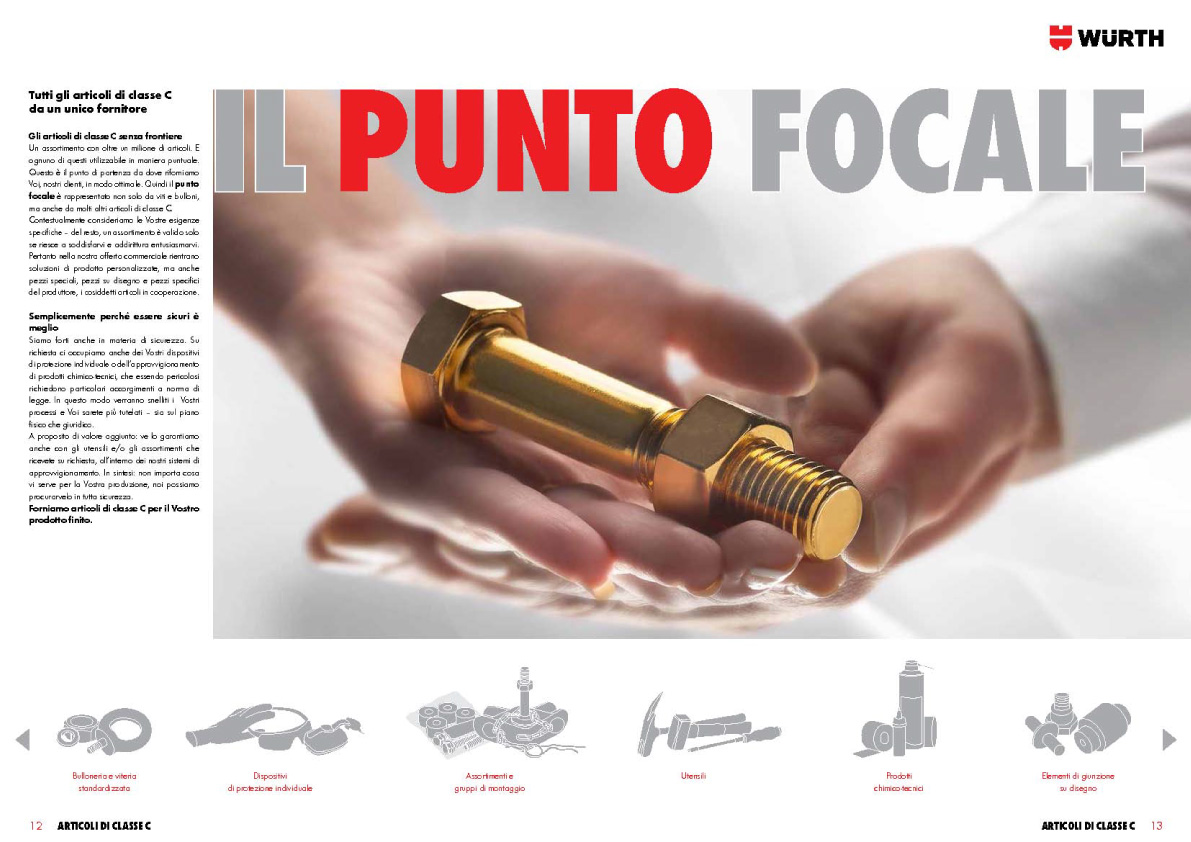 WÜRTH
IL PUNTO FOCALE
Tutti gli articoli di classe C
da un unico fornitore
Gli articoli di classe C senza frontiere
Un assortimento con oltre un milione di articoli. E
ognuno di questi utilizzabile in maniera puntuale.
Questo è il punto di partenza da dove riforniamo
Voi, nostri clienti, in modo ottimale. Quindi il punto
focale è rappresentato non solo da viti e bulloni,
ma anche da molti altri articoli di classe C.
Contestualmente consideriamo le Vostre esigenze
specifiche – del resto, un assortimento è valido solo
se riesce a soddisfarvi e addirittura entusiasmarvi.
Pertanto nella nostra offerta commerciale rientrano
soluzioni di prodotto personalizzate, ma anche
pezzi speciali, pezzi su disegno e pezzi specifici
del produttore, i cosiddetti articoli in cooperazione.
Semplicemente perché essere sicuri è
meglio
Siamo forti anche in materia di sicurezza. Su
richiesta ci occupiamo anche dei Vostri dispositivi
di protezione individuale o dell'approvvigionamento
di prodotti chimico-tecnici, che essendo pericolosi
richiedono particolari accorgimenti a norma di
legge. In questo modo verranno snelliti i Vostri
processi e Voi sarete più tutelati – sia sul piano
fisico che giuridico.
A proposito di valore aggiunto: ve lo garantiamo
anche con gli utensili e/o gli assortimenti che
ricevete su richiesta, all'interno dei nostri sistemi di
approvvigionamento. In sintesi: non importa cosa
vi serve per la Vostra produzione, noi possiamo
procurarvelo in tutta sicurezza.
Forniamo articoli di classe C per il Vostro
prodotto finito.
Bulloneria e viteria
standardizzata
Dispositivi
di protezione individuale
Assortimenti e
gruppi di montaggio
Utensili
Prodotti
chimico-tecnici
Elementi di giunzione
su disegno
12 ARTICOLI DI CLASSE C
ARTICOLI DI CLASSE C 13